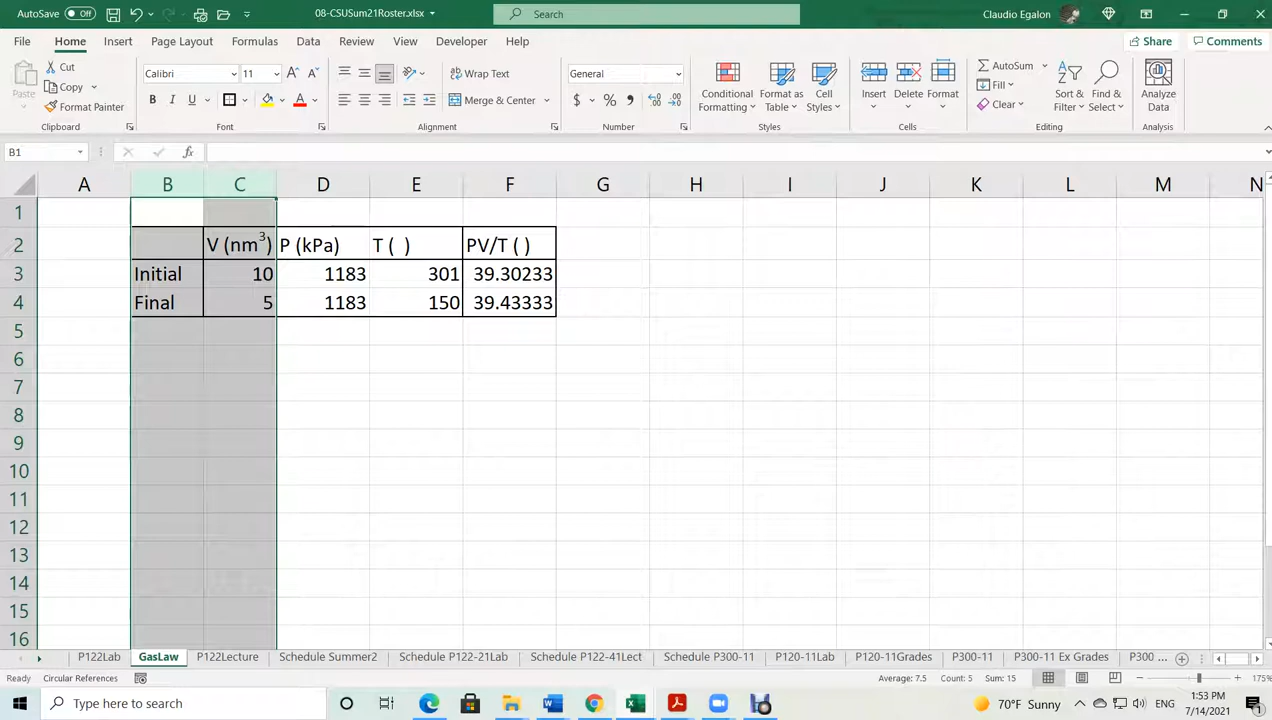 AutoSave Off 08-CSUSum21Roster.xlsx Search Claudio Egalon
File Home Insert Page Layout Formulas Data Review View Developer Help Share Comments
Paste Cut Copy Format Painter
Calibri 11 A A
B I U A
Wrap Text
Merge & Center
General
$ % ,
Conditional Formatting
Format as Table
Cell Styles
Insert Delete Format
AutoSum Fill Clear
Sort & Filter
Find & Select
Analyze Data
Clipboard Font Alignment Number Styles Cells Editing Analysis
B1 fx
A B C D E F G H I J K L M N
1
2 V (nm³) P (kPa) T ( ) PV/T ( )
3 Initial 10 1183 301 39.30233
4 Final 5 1183 150 39.43333
5
6
7
8
9
10
11
12
13
14
15
16
P122Lab GasLaw P122Lecture Schedule Summer2 Schedule P122-21Lab Schedule P122-41Lect Schedule P300-11 P120-11Lab P120-11Grades P300-11 P300-11 Ex Grades P300 ...
Ready Circular References Average: 7.5 Count: 5 Sum: 15 175%
Type here to search 70°F Sunny 1:53 PM
7/14/2021 1